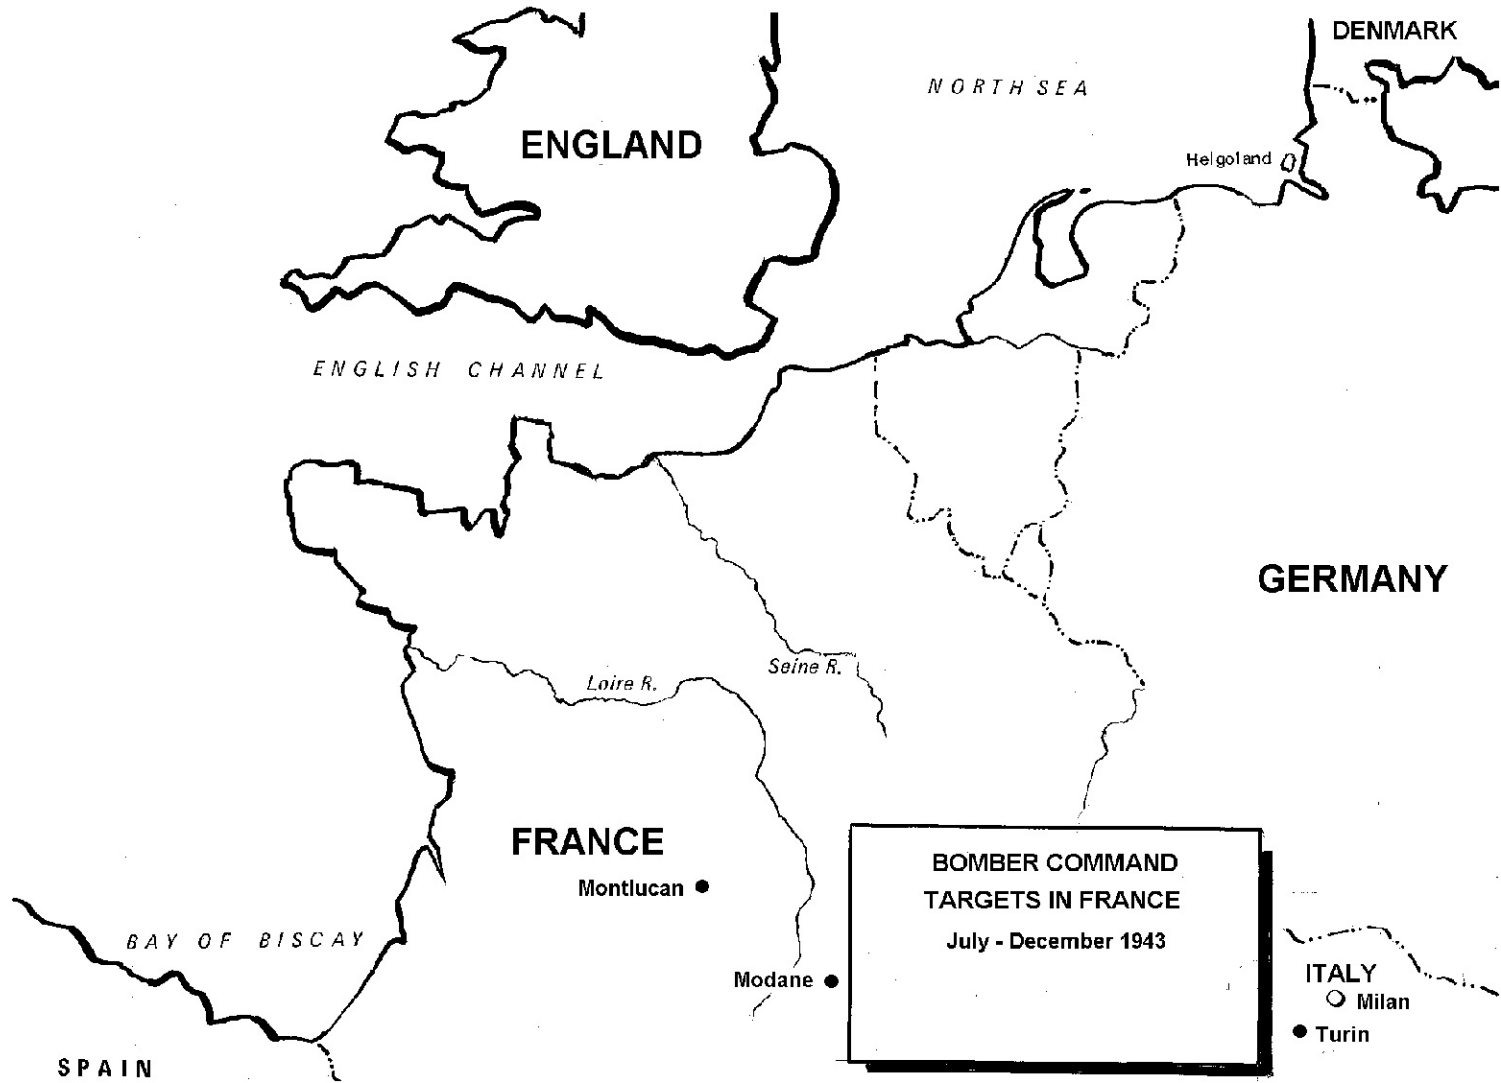 DENMARK
NORTH SEA
ENGLAND
Helgoland
ENGLISH CHANNEL
GERMANY
Seine R.
Loire R.
FRANCE
Montlucan
BOMBER COMMAND
TARGETS IN FRANCE
July - December 1943
BAY OF BISCAY
Modane
ITALY
Milan
Turin
SPAIN